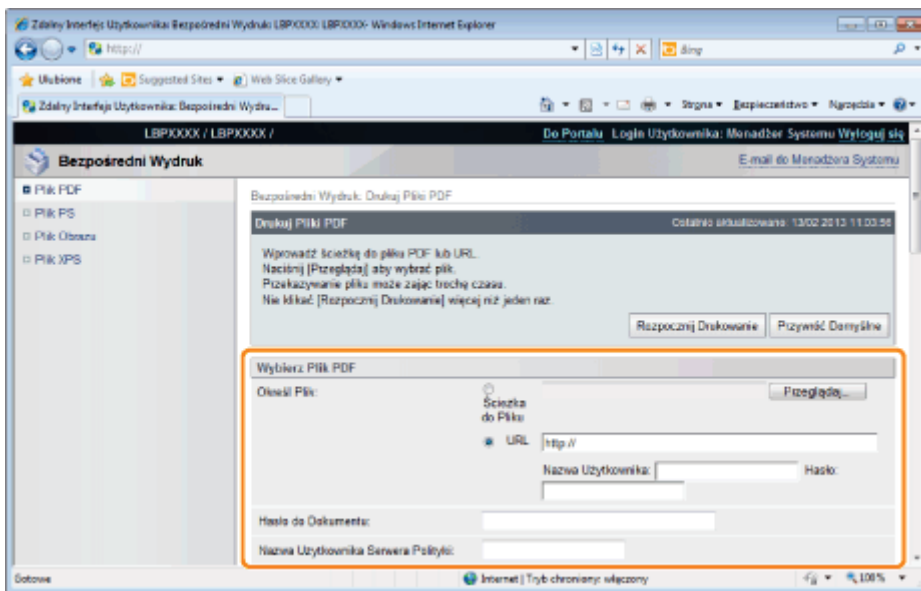 Zdalny Interfejs Użytkownika: Bezpośredni Wydruk: LBPXXXX: LBPXXXX- Windows Internet Explorer
http://
Bing
Ulubione Suggested Sites Web Slice Gallery
Zdalny Interfejs Użytkownika: Bezpośredni Wydru...
Strona Bezpieczeństwo Narzędzia
LBPXXXX / LBPXXXX /
Do Portalu Login Użytkownika: Menadżer Systemu Wyloguj się
Bezpośredni Wydruk
E-mail do Menadżera Systemu
Plik PDF
Plik PS
Plik Obrazu
Plik XPS
Bezpośredni Wydruk: Drukuj Pliki PDF
Drukuj Pliki PDF
Ostatnio aktualizowano: 13/02 2013 11:03:56
Wprowadź ścieżkę do pliku PDF lub URL.
Naciśnij [Przeglądaj] aby wybrać plik.
Przekazywanie pliku może zająć trochę czasu.
Nie klikać [Rozpocznij Drukowanie] więcej niż jeden raz.
Rozpocznij Drukowanie
Przywróć Domyślne
Wybierz Plik PDF
Określ Plik:
Ścieżka do Pliku
Przeglądaj...
URL
http://
Nazwa Użytkownika:
Hasło:
Hasło do Dokumentu:
Nazwa Użytkownika Serwera Polityki:
Gotowe
Internet | Tryb chroniony: włączony
100%